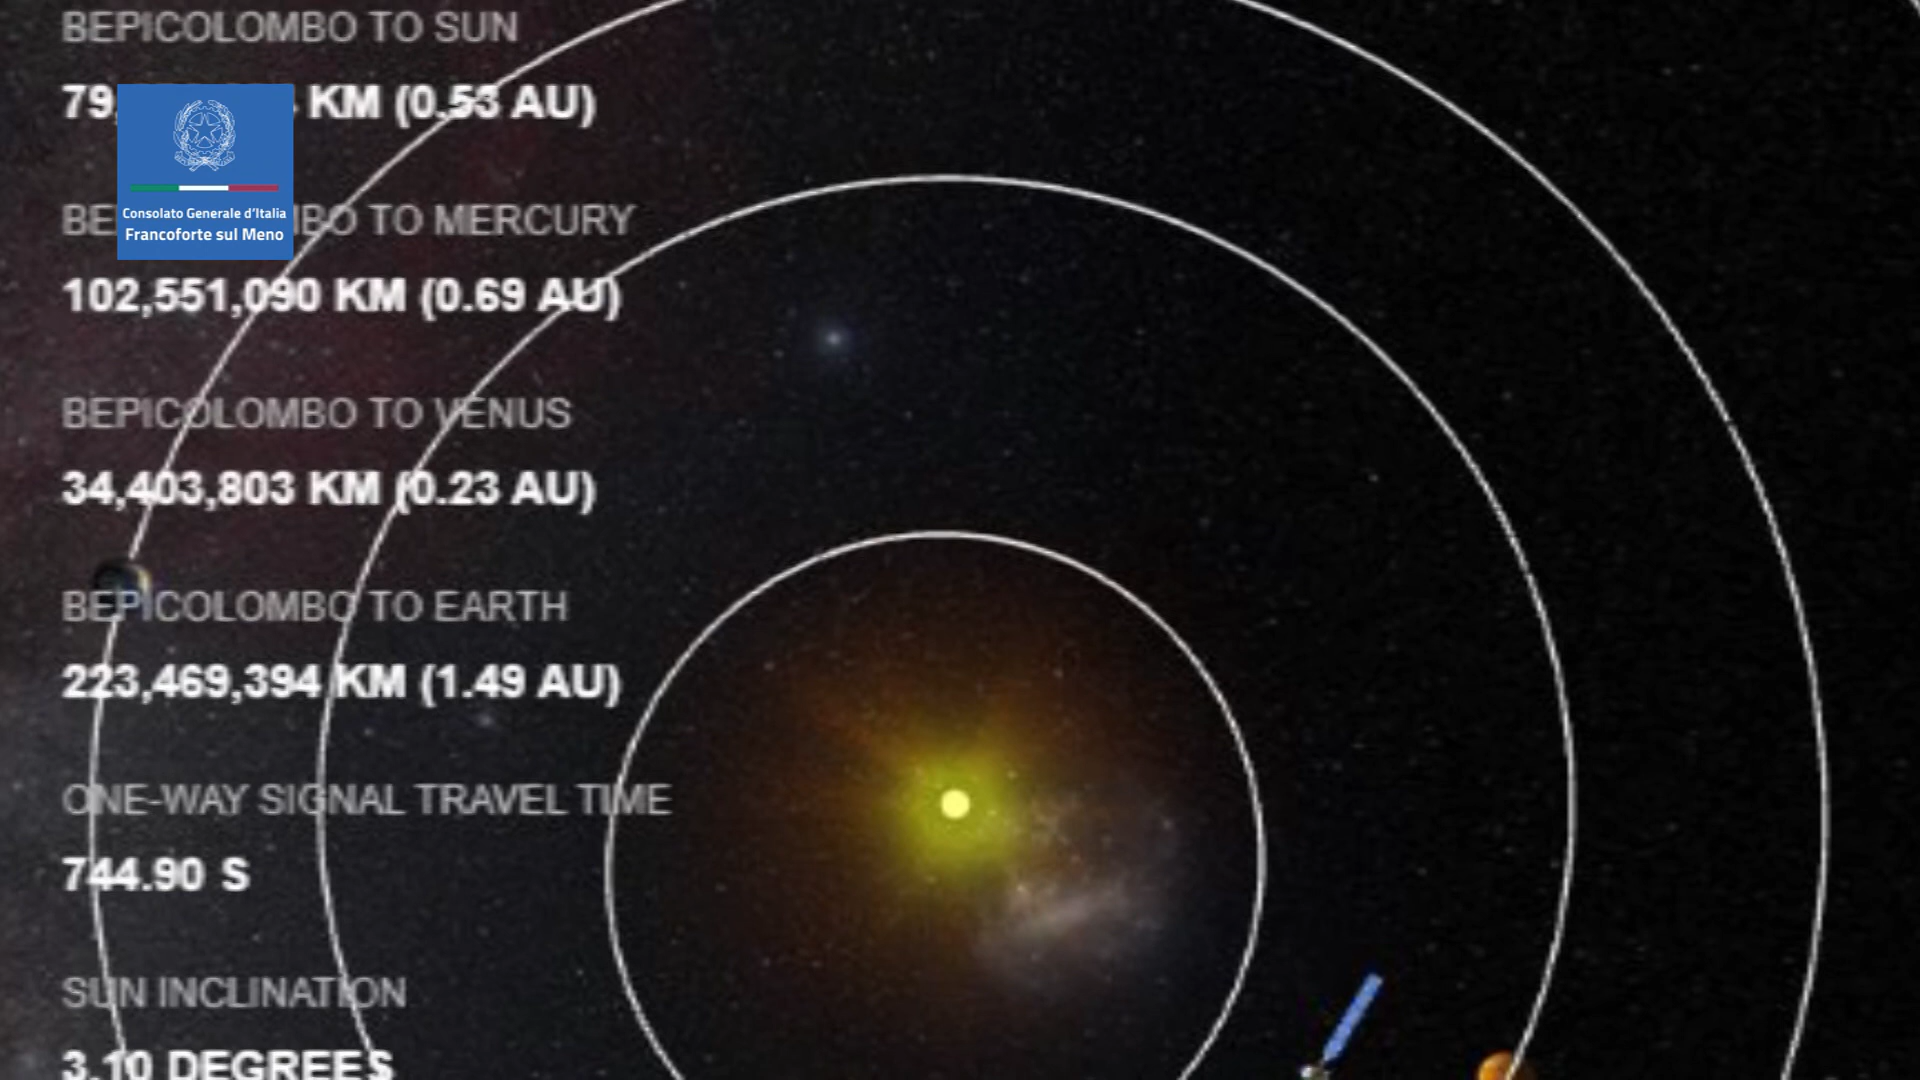 BEPICOLOMBO TO SUN
KM (0.53 AU)
Consolato Generale d'Italia
Francoforte sul Meno
TO MERCURY
102,551,090 KM (0.69 AU)
BEPICOLOMBO TO VENUS
34,403,803 KM (0.23 AU)
BEPICOLOMBO TO EARTH
223,469,394 KM (1.49 AU)
ONE-WAY SIGNAL TRAVEL TIME
744.90 S
SUN INCLINATION
3.10 DEGREES